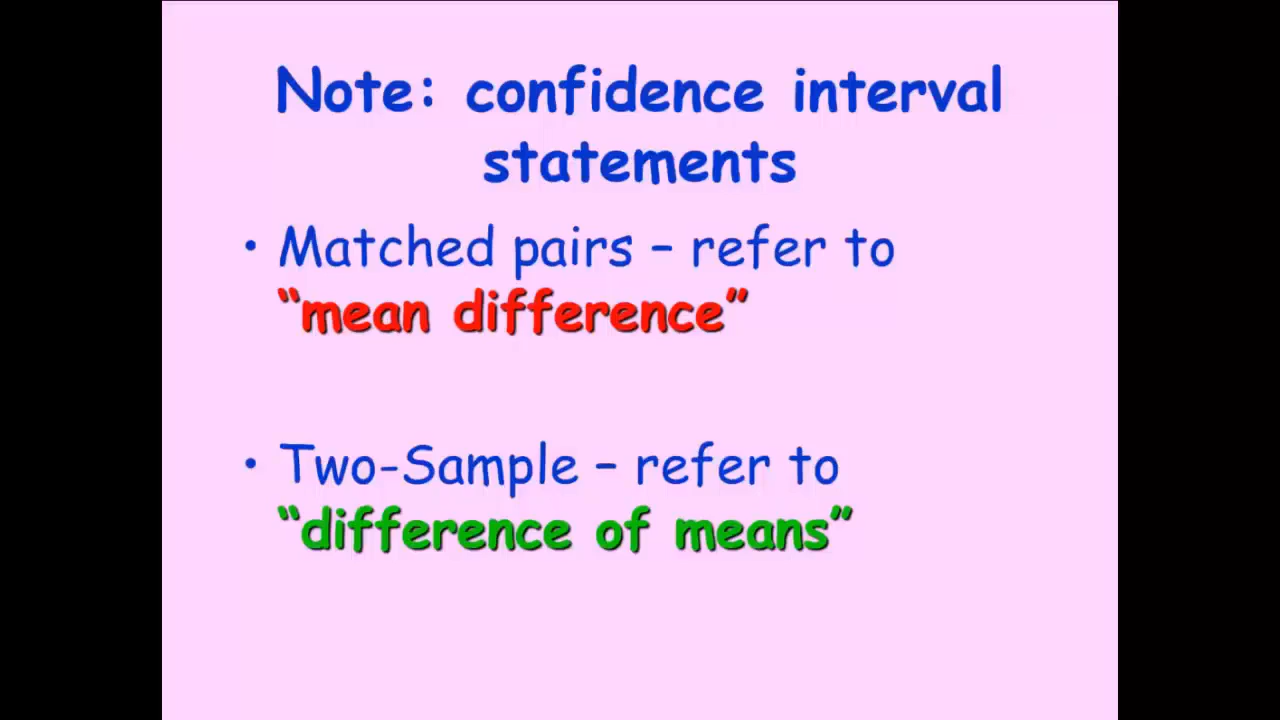 Note: confidence interval
statements
• Matched pairs – refer to
“mean difference”
• Two-Sample – refer to
“difference of means”